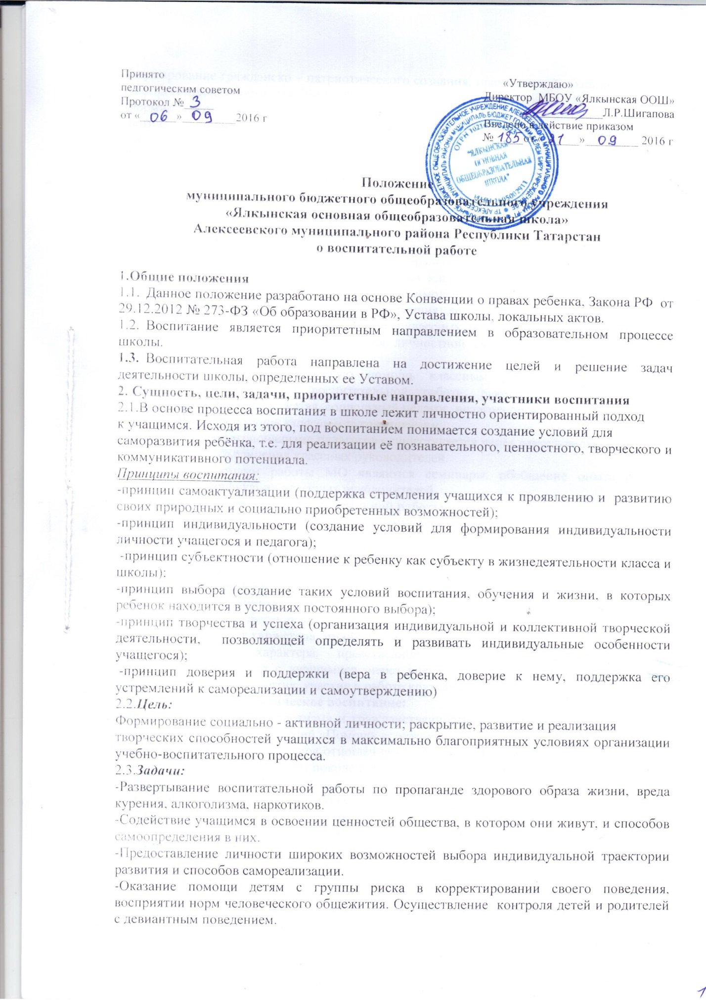 Принято
педгогическим советом
Протокол № 3
от « 06 » 09 2016 г
«Утверждаю»
Директор МБОУ «Ялкынская ООШ»
Л.Р.Шигапова
Введено в действие приказом
№ 185 от « 21 » 09 2016 г
"ЯЛКЫНСКАЯ
ОСНОВНАЯ
ОБЩЕОБРАЗОВАТЕЛЬНАЯ
ШКОЛА"
Положение
муниципального бюджетного общеобразовательного учреждения
«Ялкынская основная общеобразовательная школа»
Алексеевского муниципального района Республики Татарстан
о воспитательной работе
1.Общие положения
1.1. Данное положение разработано на основе Конвенции о правах ребенка, Закона РФ от
29.12.2012 № 273-ФЗ «Об образовании в РФ», Устава школы, локальных актов.
1.2. Воспитание является приоритетным направлением в образовательном процессе
школы.
1.3. Воспитательная работа направлена на достижение целей и решение задач
деятельности школы, определенных ее Уставом.
2. Сущность, цели, задачи, приоритетные направления, участники воспитания
2.1.В основе процесса воспитания в школе лежит личностно ориентированный подход
к учащимся. Исходя из этого, под воспитанием понимается создание условий для
саморазвития ребёнка, т.е. для реализации её познавательного, ценностного, творческого и
коммуникативного потенциала.
Принципы воспитания:
-принцип самоактуализации (поддержка стремления учащихся к проявлению и развитию
своих природных и социально приобретенных возможностей);
-принцип индивидуальности (создание условий для формирования индивидуальности
личности учащегося и педагога);
-принцип субъектности (отношение к ребенку как субъекту в жизнедеятельности класса и
школы);
-принцип выбора (создание таких условий воспитания, обучения и жизни, в которых
ребенок находится в условиях постоянного выбора);
-принцип творчества и успеха (организация индивидуальной и коллективной творческой
деятельности, позволяющей определять и развивать индивидуальные особенности
учащегося);
-принцип доверия и поддержки (вера в ребенка, доверие к нему, поддержка его
устремлений к самореализации и самоутверждению)
2.2.Цель:
Формирование социально - активной личности; раскрытие, развитие и реализация
творческих способностей учащихся в максимально благоприятных условиях организации
учебно-воспитательного процесса.
2.3.Задачи:
-Развертывание воспитательной работы по пропаганде здорового образа жизни, вреда
курения, алкоголизма, наркотиков.
-Содействие учащимся в освоении ценностей общества, в котором они живут, и способов
самоопределения в них.
-Предоставление личности широких возможностей выбора индивидуальной траектории
развития и способов самореализации.
-Оказание помощи детям с группы риска в корректировании своего поведения,
восприятии норм человеческого общежития. Осуществление контроля детей и родителей
с девиантным поведением.
1